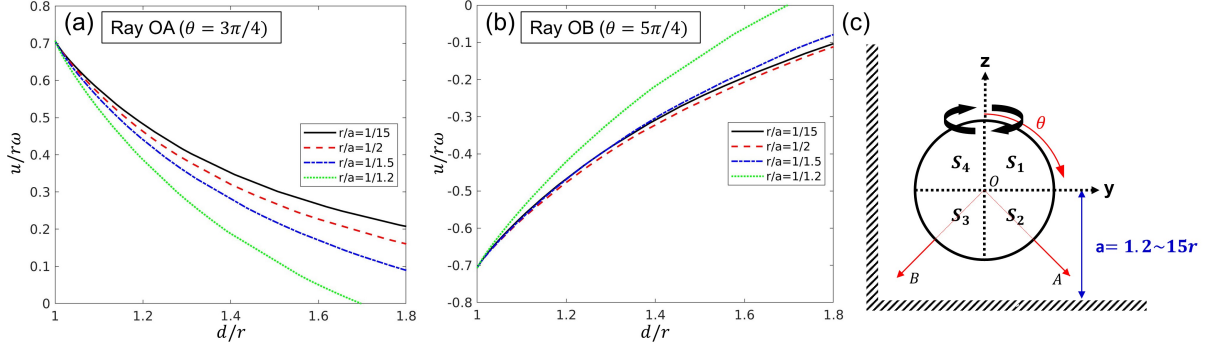 (a)
Ray OA (θ = 3π/4)
0.8
0.7
0.6
0.5
0.4
0.3
0.2
0.1
0
u/rω
1
1.2
1.4
1.6
1.8
d/r
r/a=1/15
r/a=1/2
r/a=1/1.5
r/a=1/1.2
(b)
Ray OB (θ = 5π/4)
0
-0.1
-0.2
-0.3
-0.4
-0.5
-0.6
-0.7
-0.8
u/rω
1
1.2
1.4
1.6
1.8
d/r
r/a=1/15
r/a=1/2
r/a=1/1.5
r/a=1/1.2
(c)
z
θ
S4 S1
O
y
S3 S2
B
A
a= 1.2~15r